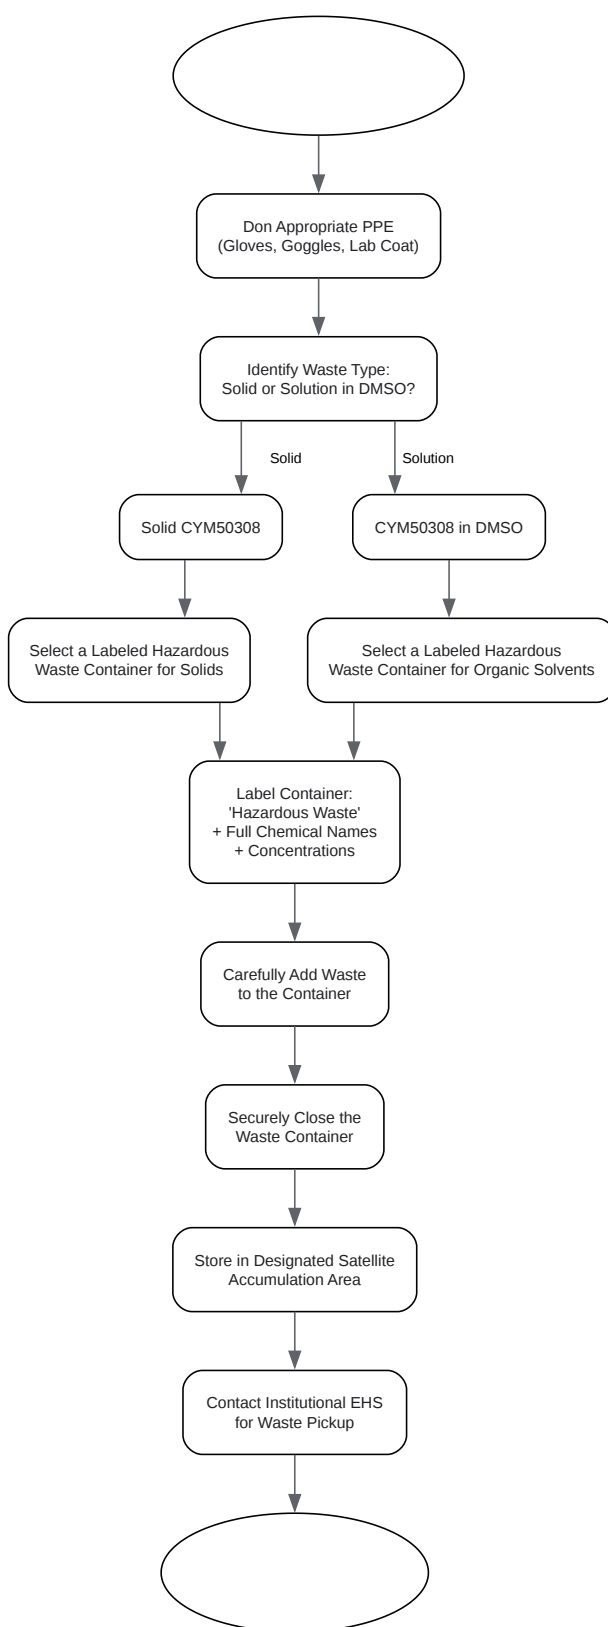 Don Appropriate PPE
(Gloves, Goggles, Lab Coat)
Identify Waste Type:
Solid or Solution in DMSO?
Solid
Solution
Solid CYM50308
CYM50308 in DMSO
Select a Labeled Hazardous
Waste Container for Solids
Select a Labeled Hazardous
Waste Container for Organic Solvents
Label Container:
'Hazardous Waste'
+ Full Chemical Names
+ Concentrations
Carefully Add Waste
to the Container
Securely Close the
Waste Container
Store in Designated Satellite
Accumulation Area
Contact Institutional EHS
for Waste Pickup